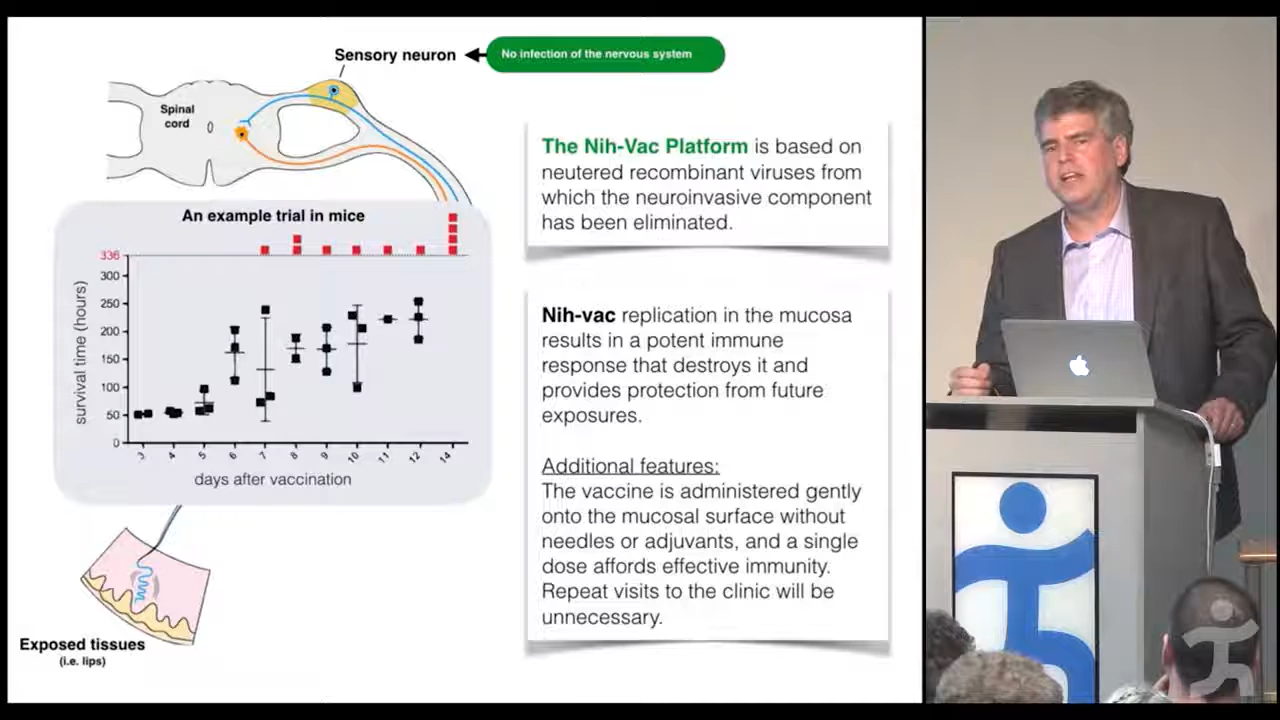 Sensory neuron
No infection of the nervous system
Spinal
cord
The Nih-Vac Platform is based on
neutered recombinant viruses from
which the neuroinvasive component
has been eliminated.
An example trial in mice
336
300
250
200
150
100
50
0
survival time (hours)
3 4 5 6 7 8 9 10 11 12 14
days after vaccination
Nih-vac replication in the mucosa
results in a potent immune
response that destroys it and
provides protection from future
exposures.
Additional features:
The vaccine is administered gently
onto the mucosal surface without
needles or adjuvants, and a single
dose affords effective immunity.
Repeat visits to the clinic will be
unnecessary.
Exposed tissues
(i.e. lips)